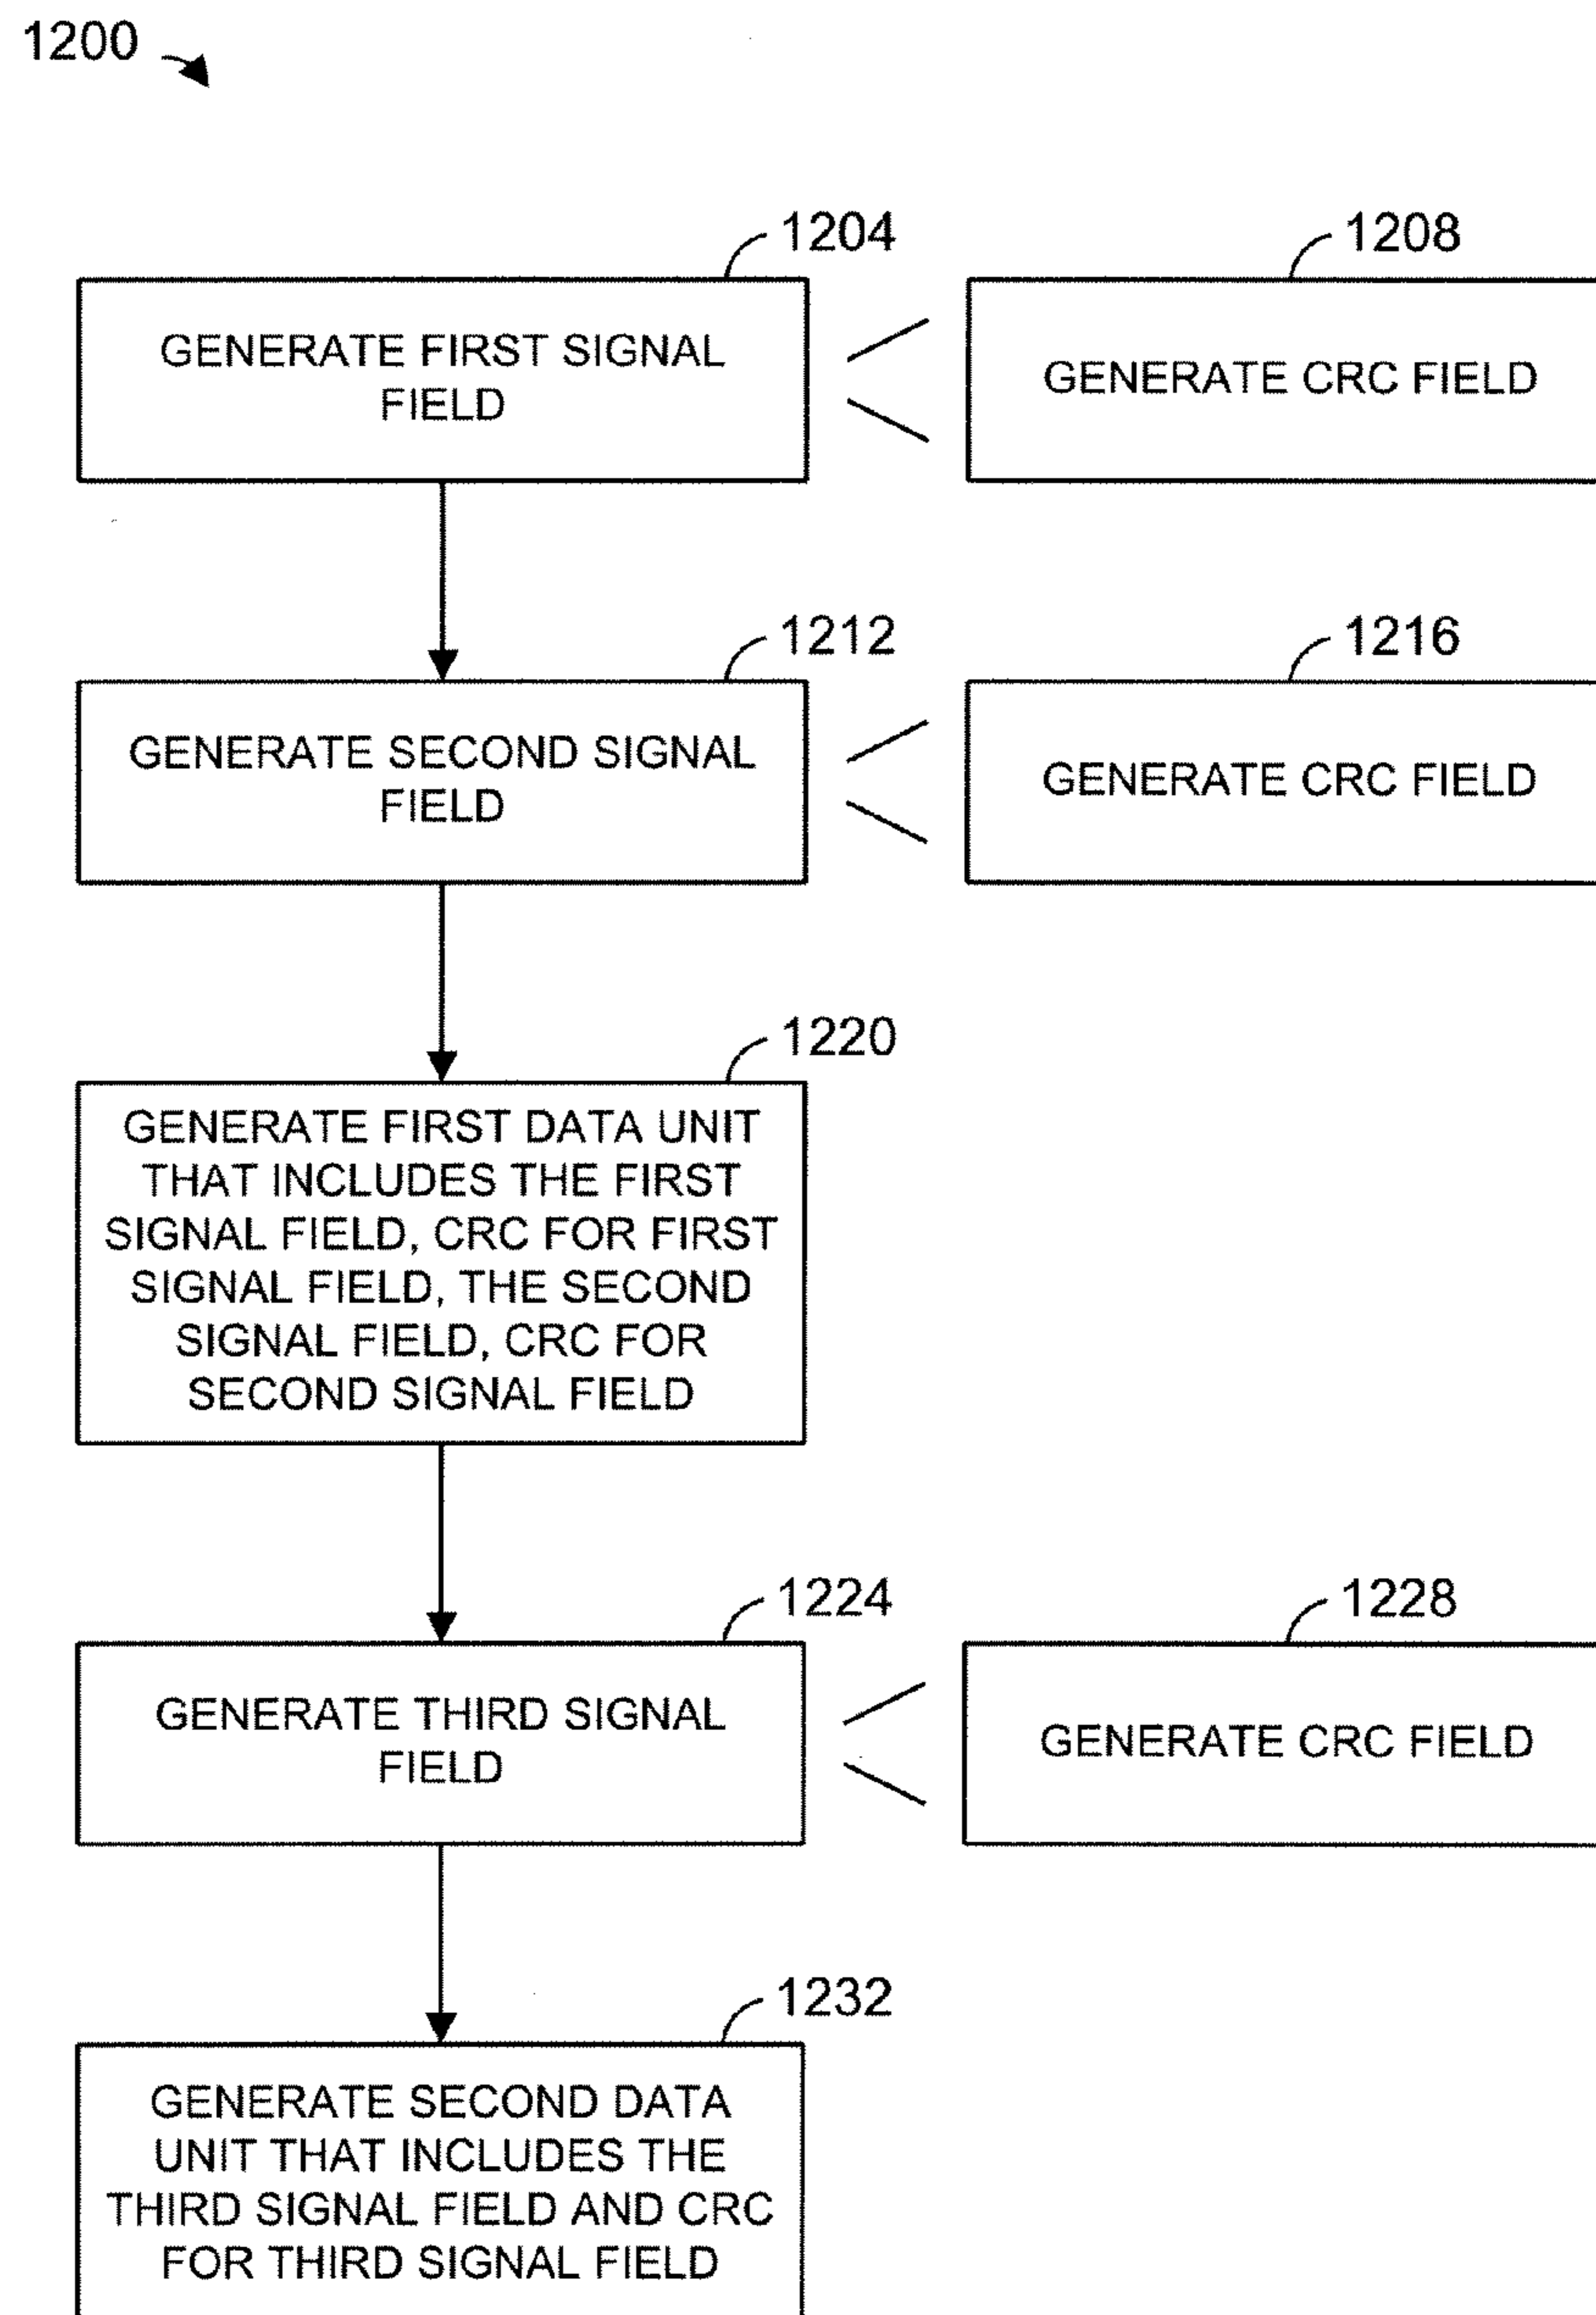 1200
1204
1208
GENERATE FIRST SIGNAL
FIELD
GENERATE CRC FIELD
1212
1216
GENERATE SECOND SIGNAL
FIELD
GENERATE CRC FIELD
1220
GENERATE FIRST DATA UNIT
THAT INCLUDES THE FIRST
SIGNAL FIELD, CRC FOR FIRST
SIGNAL FIELD, THE SECOND
SIGNAL FIELD, CRC FOR
SECOND SIGNAL FIELD
1224
1228
GENERATE THIRD SIGNAL
FIELD
GENERATE CRC FIELD
1232
GENERATE SECOND DATA
UNIT THAT INCLUDES THE
THIRD SIGNAL FIELD AND CRC
FOR THIRD SIGNAL FIELD